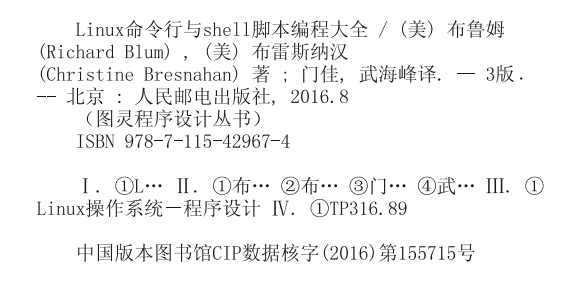 Linux命令行与shell脚本编程大全 / (美) 布鲁姆
(Richard Blum) , (美) 布雷斯纳汉
(Christine Bresnahan) 著 ; 门佳, 武海峰译. — 3版.
-- 北京 : 人民邮电出版社, 2016.8
（图灵程序设计丛书）
ISBN 978-7-115-42967-4
Ⅰ. ①L… Ⅱ. ①布… ②布… ③门… ④武… Ⅲ. ①
Linux操作系统－程序设计 Ⅳ. ①TP316.89
中国版本图书馆CIP数据核字(2016)第155715号